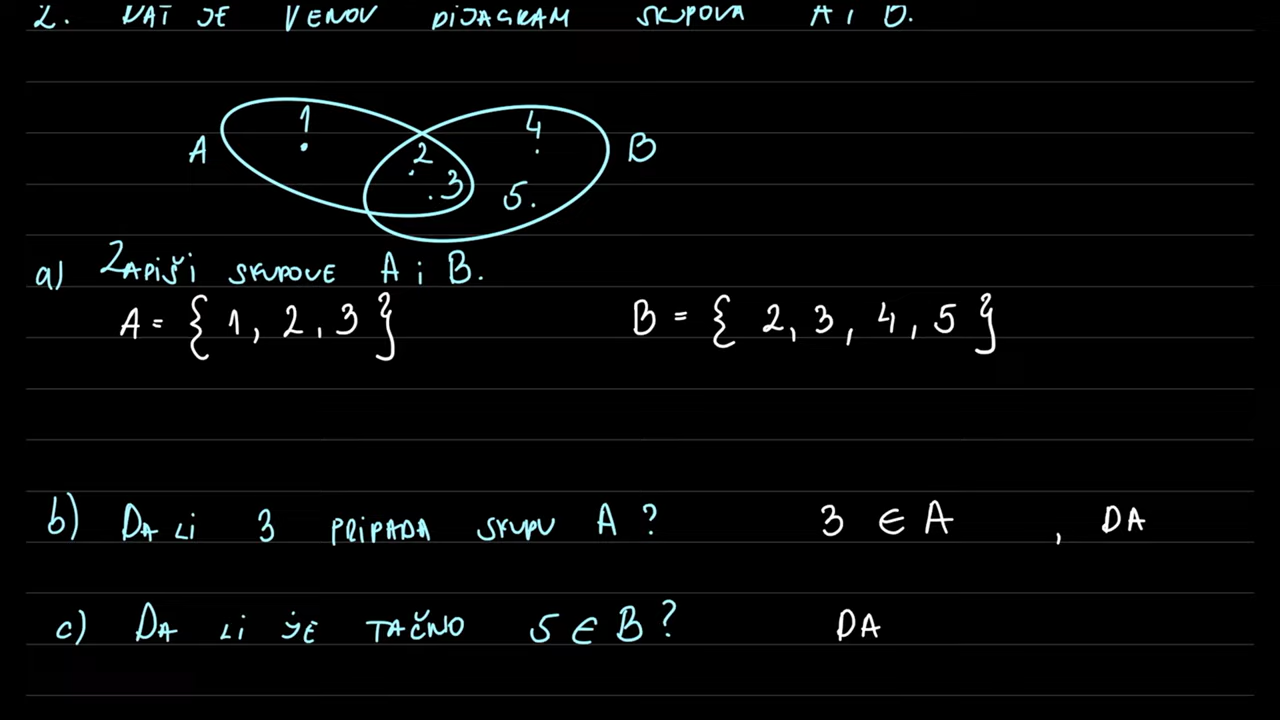 2. DAT JE VENOV DIJAGRAM SKUPOVA A I B.
1 4
A 2 B
3 5
a) ZAPIŠI SKUPOVE A i B.
A = { 1, 2, 3 } B = { 2, 3, 4, 5 }
b) DA LI 3 PRIPADA SKUPU A? 3 ∈ A , DA
c) DA LI JE TAČNO 5 ∈ B? DA